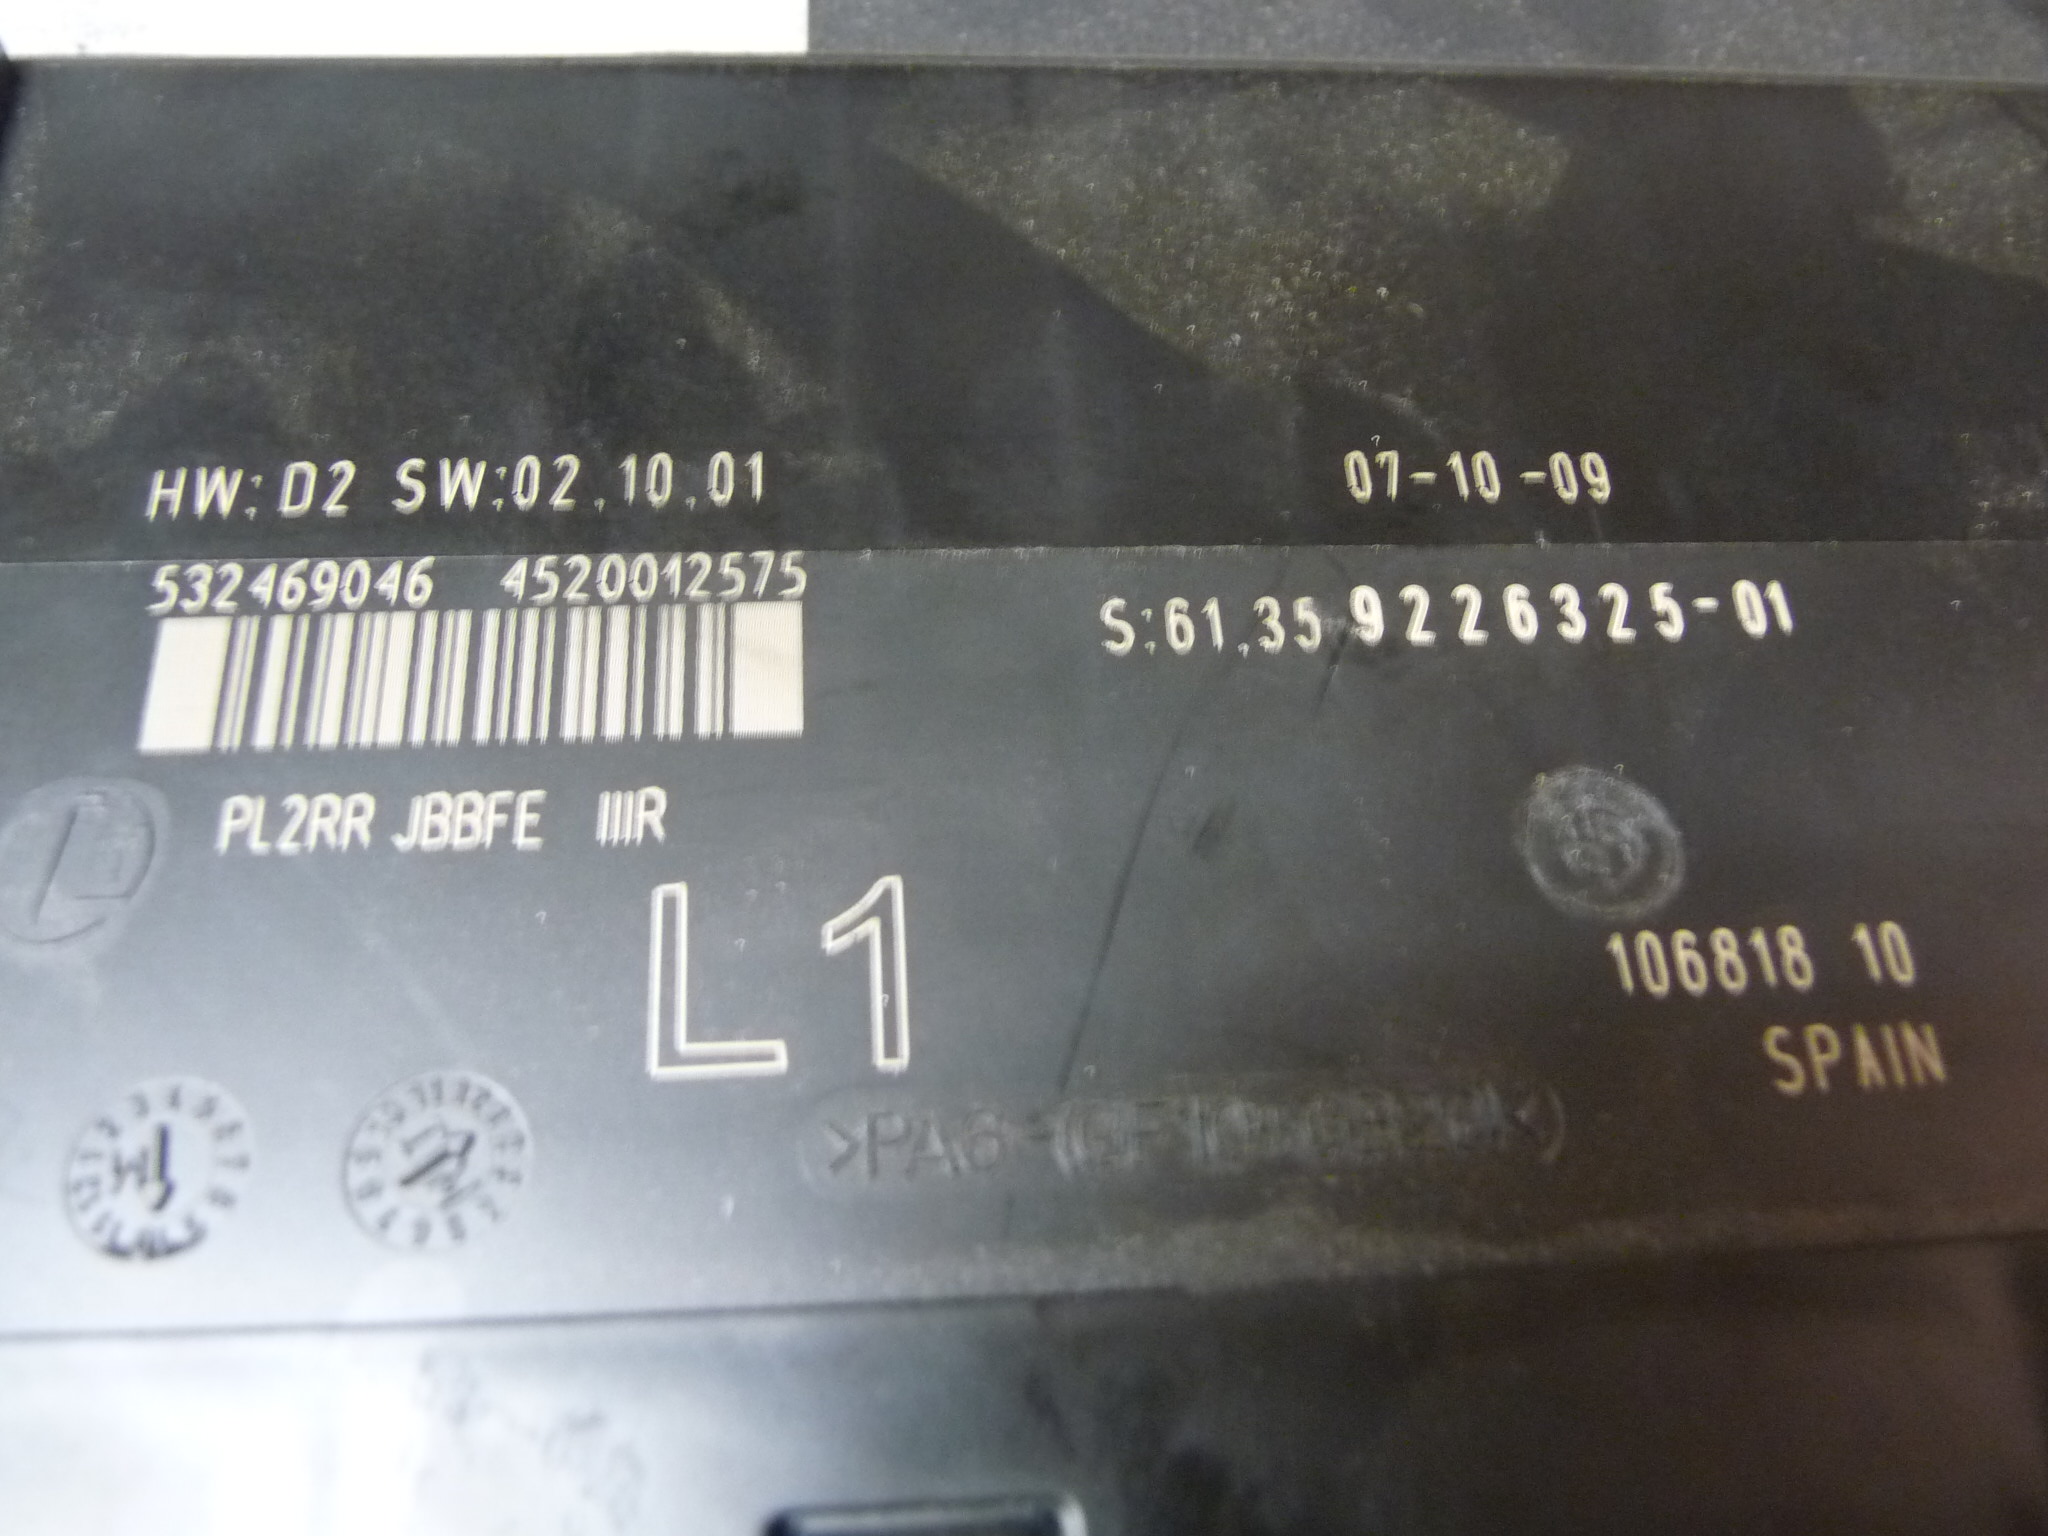 HW: D2 SW:02.10.01
07-10-09
532469046 4520012575
S:61.35 9226325-01
PL2RR JBBFE IIIR
L1
106818 10
SPAIN
>PA6-